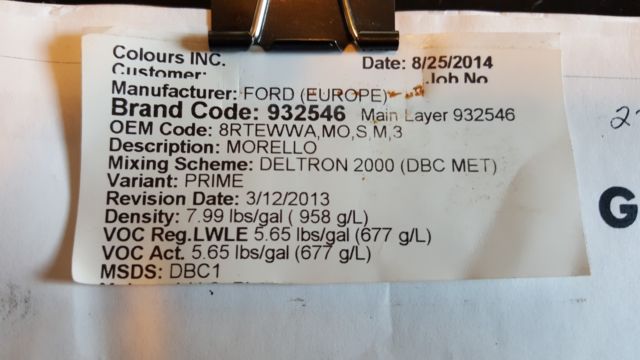 Colours INC.
Date: 8/25/2014
Customer:
Job No
Manufacturer: FORD (EUROPE)
Brand Code: 932546 Main Layer 932546
OEM Code: 8RTEWWA,MO,S,M,3
Description: MORELLO
Mixing Scheme: DELTRON 2000 (DBC MET)
Variant: PRIME
Revision Date: 3/12/2013
Density: 7.99 lbs/gal ( 958 g/L)
VOC Reg.LWLE 5.65 lbs/gal (677 g/L)
VOC Act. 5.65 lbs/gal (677 g/L)
MSDS: DBC1
G